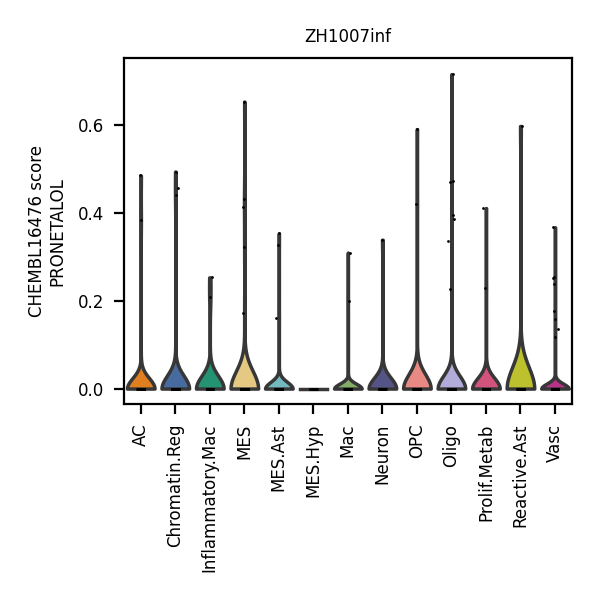 ZH1007inf
CHEMBL16476 score
PRONETALOL
0.6
0.4
0.2
0.0
AC
Chromatin.Reg
Inflammatory.Mac
MES
MES.Ast
MES.Hyp
Mac
Neuron
OPC
Oligo
Prolif.Metab
Reactive.Ast
Vasc